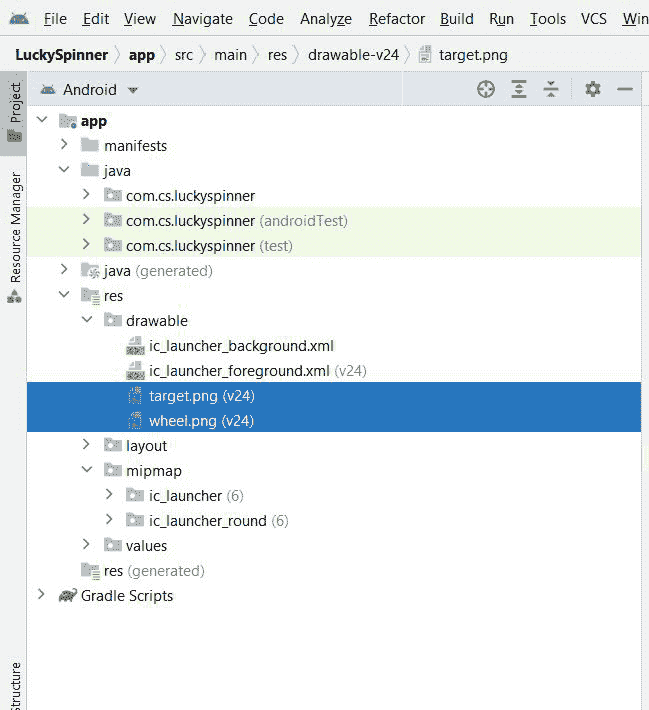 File Edit View Navigate Code Analyze Refactor Build Run Tools VCS Win
LuckySpinner app src main res drawable-v24 target.png
Project
Android
app
manifests
java
com.cs.luckyspinner
com.cs.luckyspinner (androidTest)
com.cs.luckyspinner (test)
Resource Manager
java (generated)
res
drawable
ic_launcher_background.xml
ic_launcher_foreground.xml (v24)
target.png (v24)
wheel.png (v24)
layout
mipmap
ic_launcher (6)
ic_launcher_round (6)
values
res (generated)
Gradle Scripts
structure